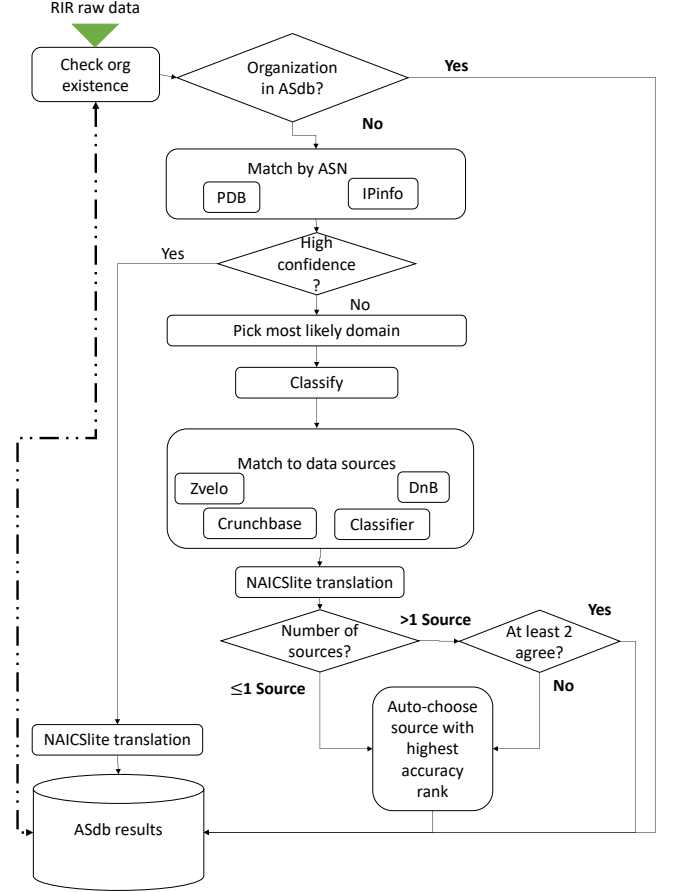 RIR raw data
Check org
existence
Organization
in ASdb?
Yes
No
Match by ASN
PDB
IPinfo
High
confidence
?
Yes
No
Pick most likely domain
Classify
Match to data sources
Zvelo
DnB
Crunchbase
Classifier
NAICSlite translation
Number of
sources?
>1 Source
At least 2
agree?
Yes
≤1 Source
No
Auto-choose
source with
highest
accuracy
rank
NAICSlite translation
ASdb results